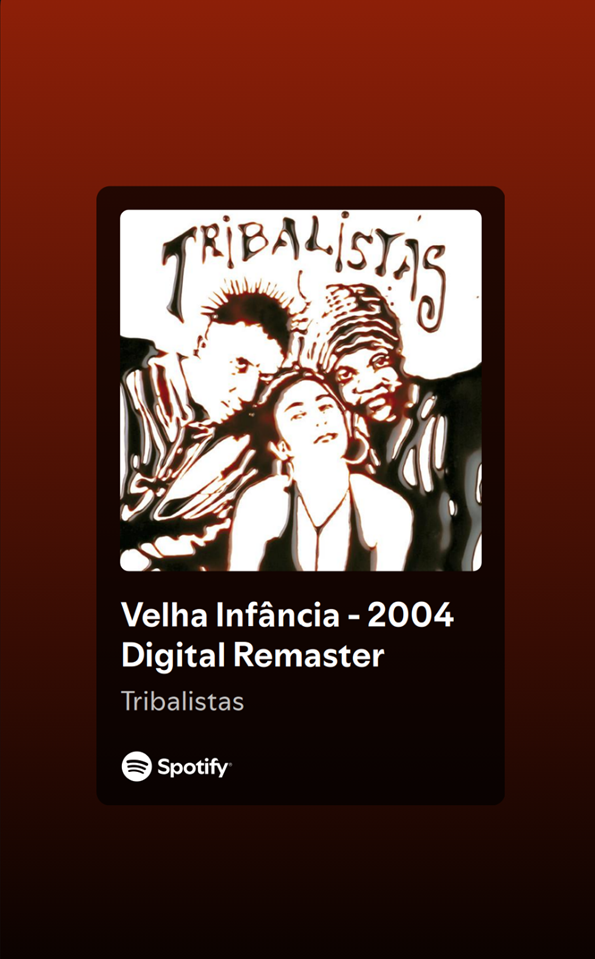 TRIBALISTAS
Velha Infância - 2004
Digital Remaster
Tribalistas
Spotify